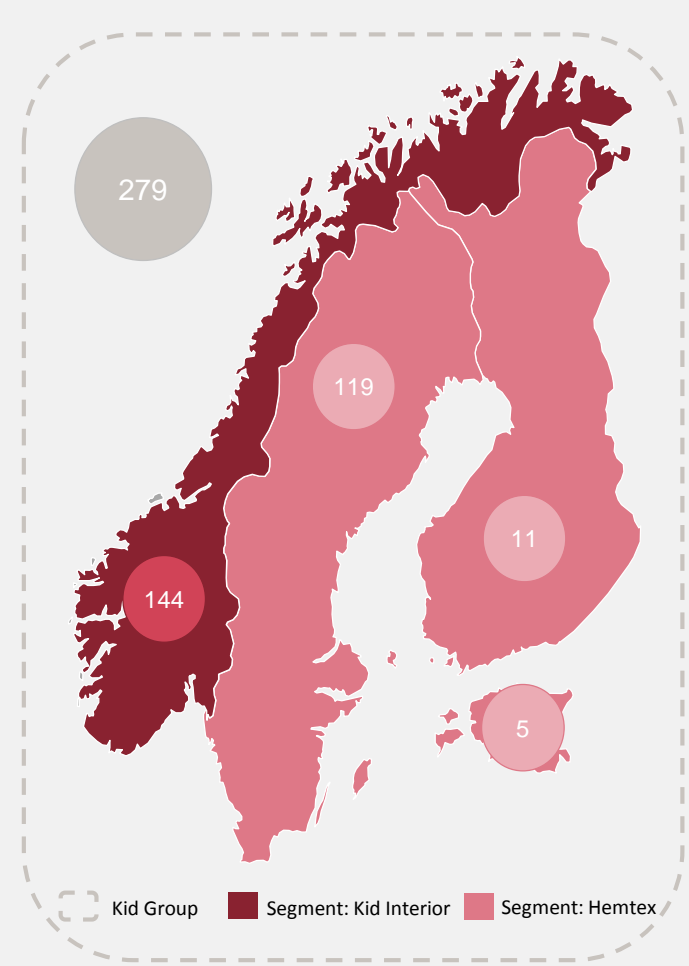 279
119
11
144
5
Kid Group
Segment: Kid Interior
Segment: Hemtex